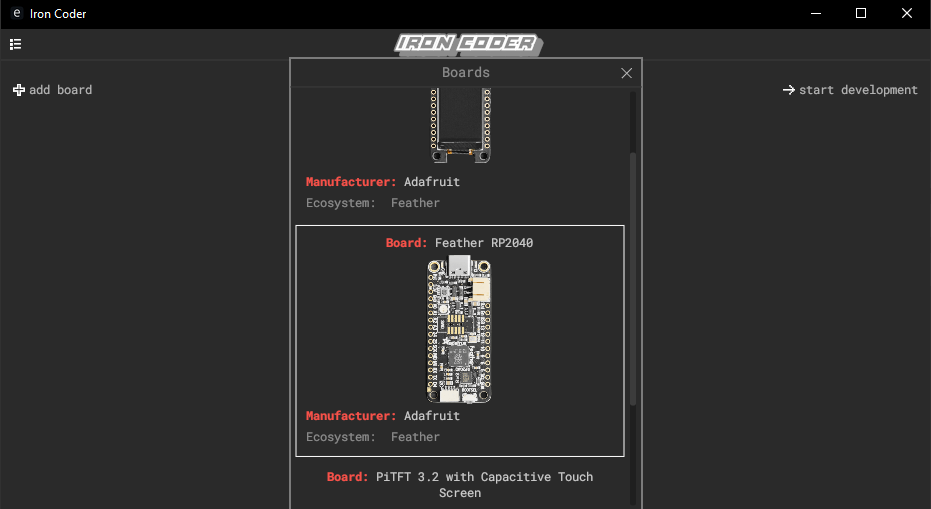 Iron Coder
IRON CODER
Boards
add board
start development
Manufacturer: Adafruit
Ecosystem: Feather
Board: Feather RP2040
Manufacturer: Adafruit
Ecosystem: Feather
Board: PiTFT 3.2 with Capacitive Touch
Screen